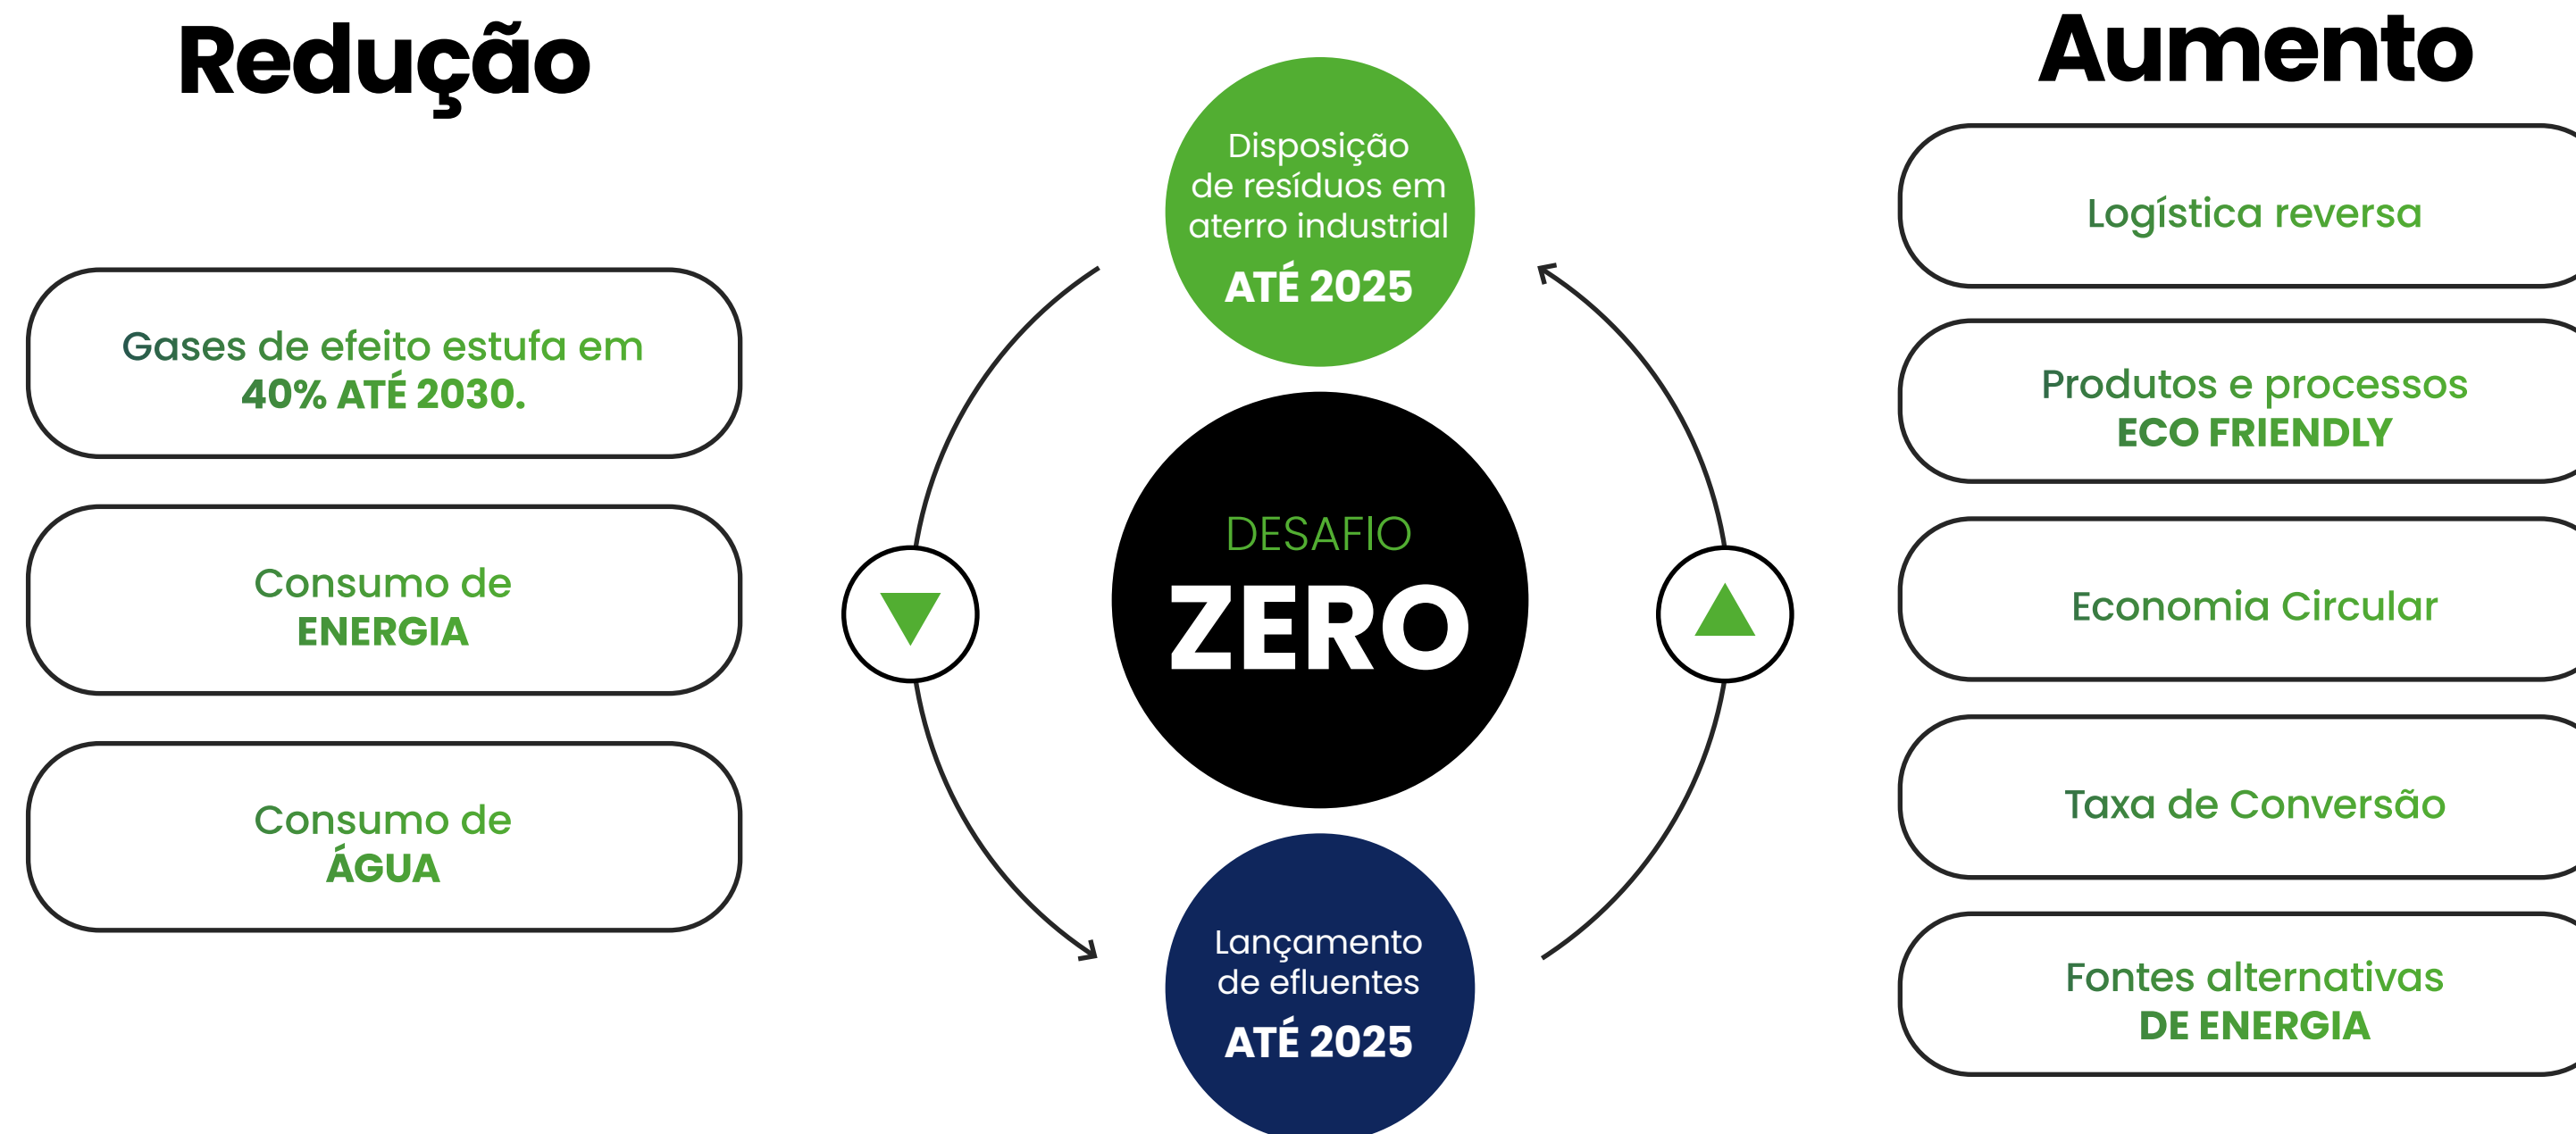 Redução
Gases de efeito estufa em
40% ATÉ 2030.
Consumo de
ENERGIA
Consumo de
ÁGUA
Disposição
de resíduos em
aterro industrial
ATÉ 2025
DESAFIO
ZERO
Lançamento
de efluentes
ATÉ 2025
Aumento
Logística reversa
Produtos e processos
ECO FRIENDLY
Economia Circular
Taxa de Conversão
Fontes alternativas
DE ENERGIA